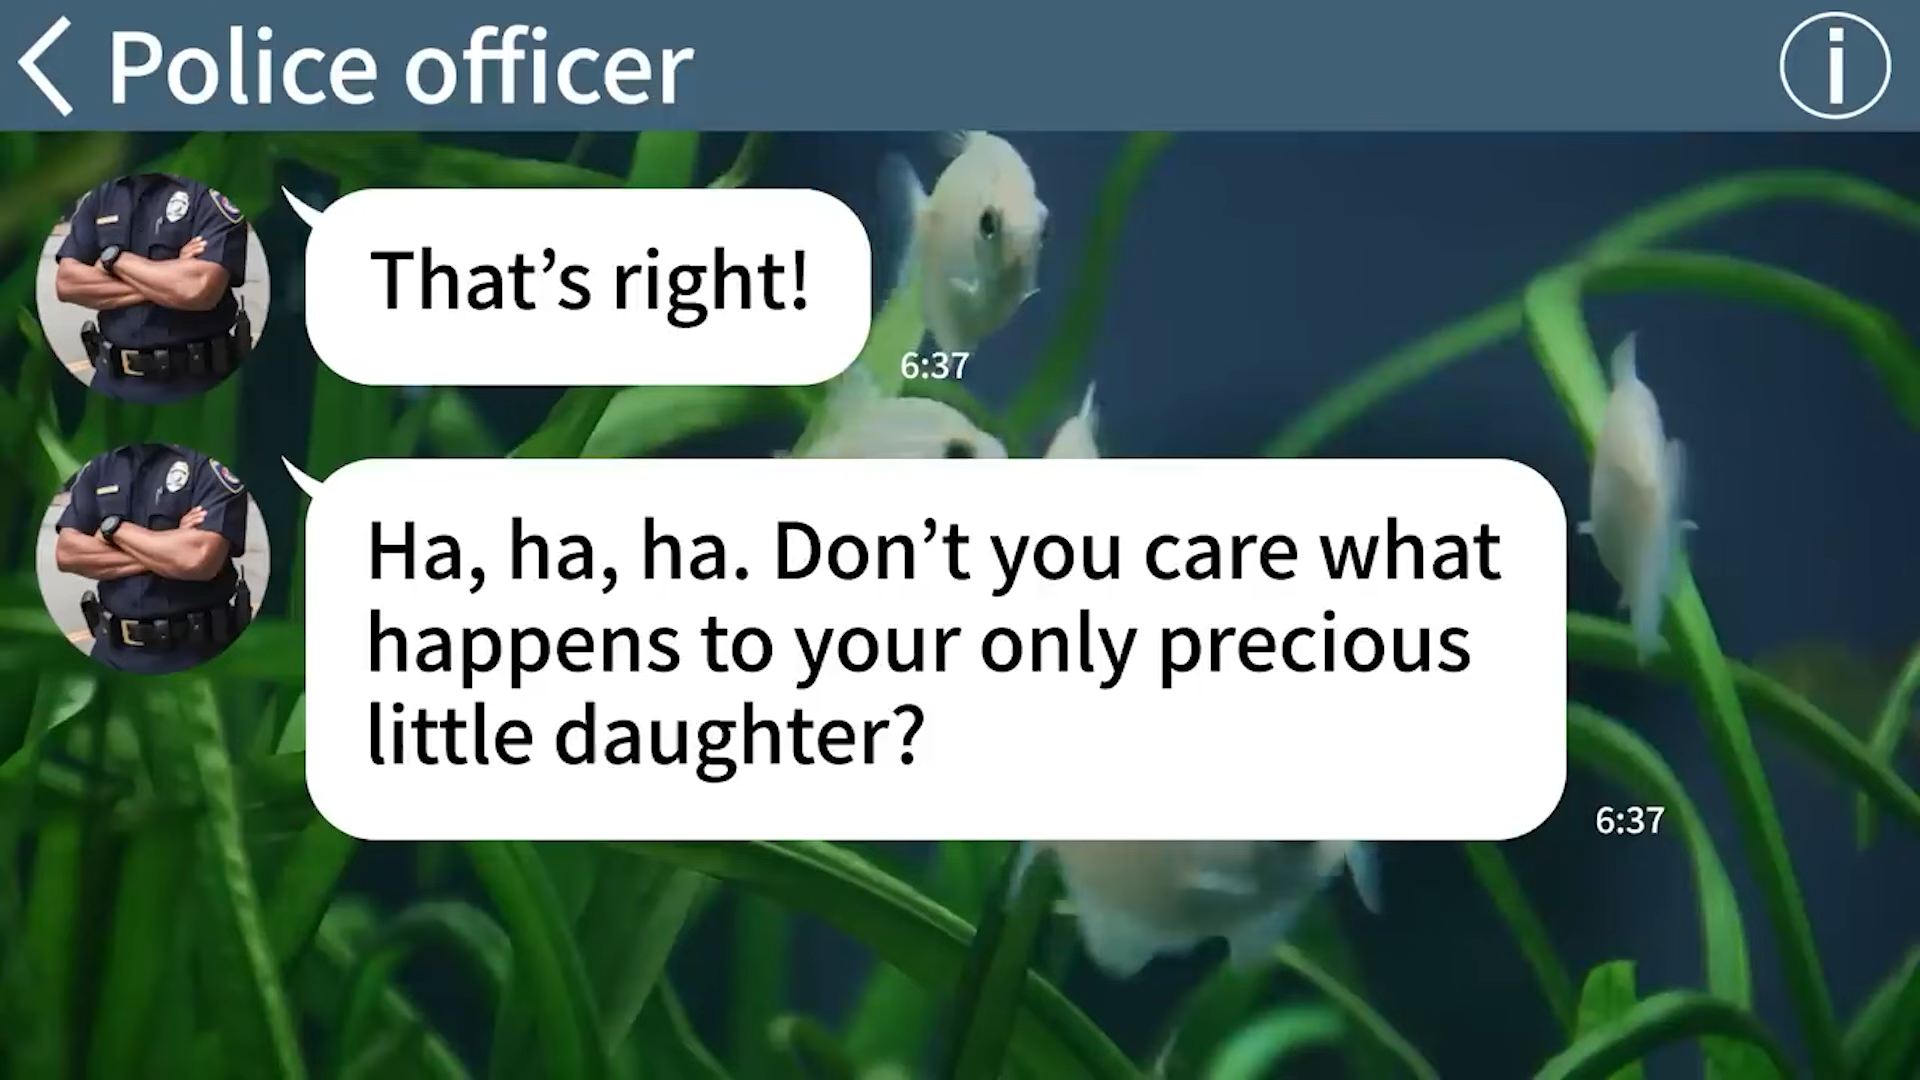 Police officer
That’s right!
6:37
Ha, ha, ha. Don’t you care what
happens to your only precious
little daughter?
6:37